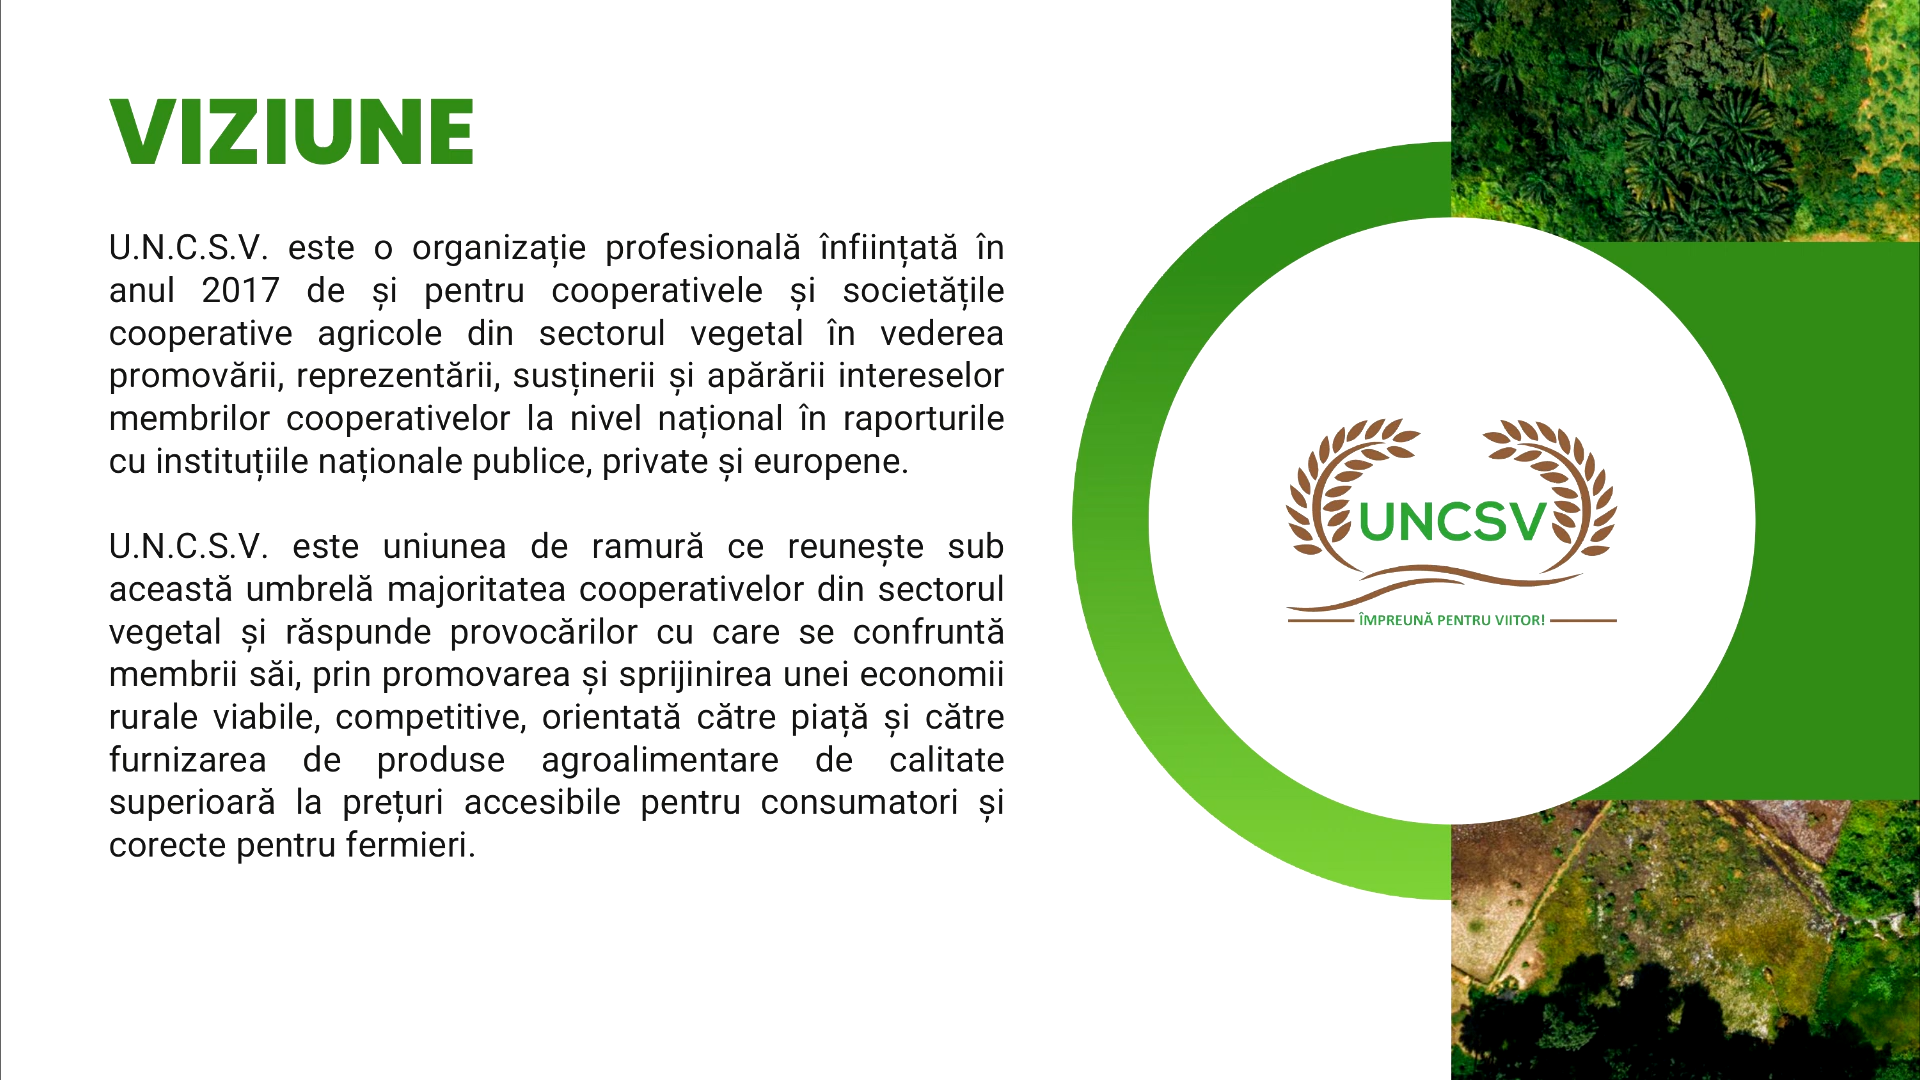 VIZIUNE
U.N.C.S.V. este o organizație profesională înființată în
anul 2017 de și pentru cooperativele și societățile
cooperative agricole din sectorul vegetal în vederea
promovării, reprezentării, susținerii și apărării intereselor
membrilor cooperativelor la nivel național în raporturile
cu instituțiile naționale publice, private și europene.
U.N.C.S.V. este uniunea de ramură ce reunește sub
această umbrelă majoritatea cooperativelor din sectorul
vegetal și răspunde provocărilor cu care se confruntă
membrii săi, prin promovarea și sprijinirea unei economii
rurale viabile, competitive, orientată către piață și către
furnizarea de produse agroalimentare de calitate
superioară la prețuri accesibile pentru consumatori și
corecte pentru fermieri.
UNCSV
ÎMPREUNĂ PENTRU VIITOR!